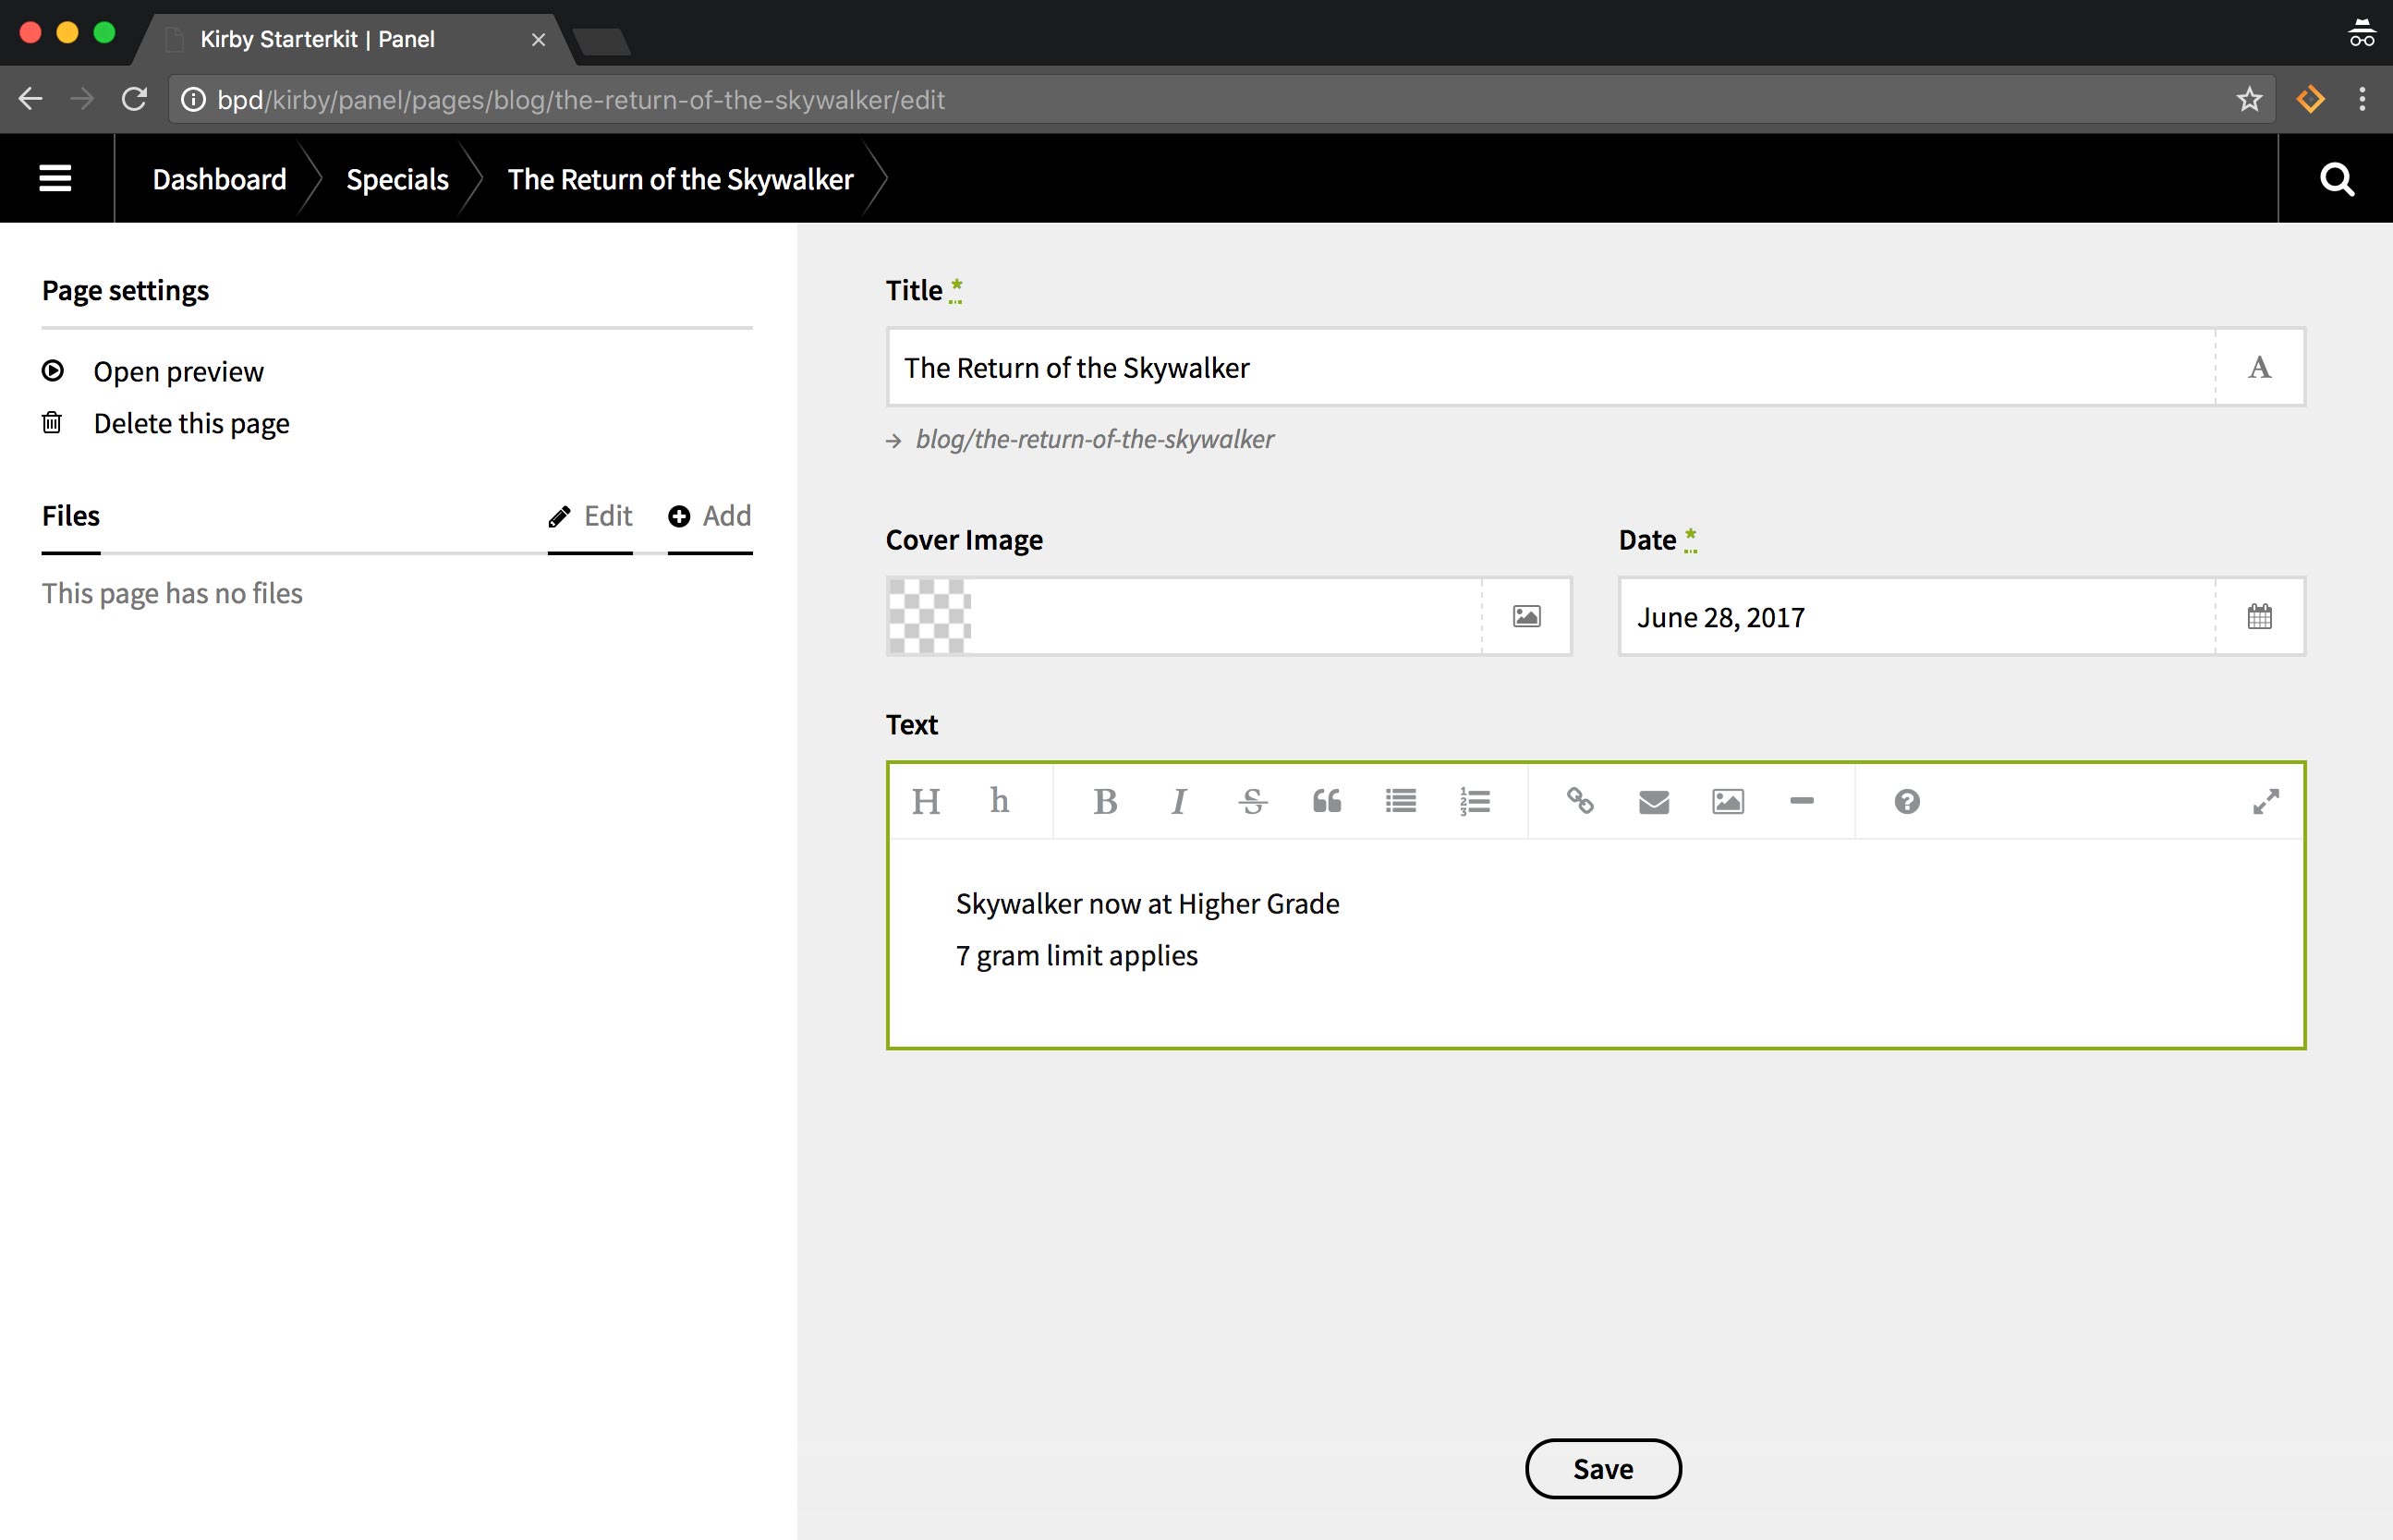 Kirby Starterkit | Panel
bpd/kirby/panel/pages/blog/the-return-of-the-skywalker/edit
Dashboard Specials The Return of the Skywalker
Page settings
Open preview
Delete this page
Files Edit Add
This page has no files
Title *
The Return of the Skywalker A
→ blog/the-return-of-the-skywalker
Cover Image Date *
June 28, 2017
Text
H h B I S
Skywalker now at Higher Grade
7 gram limit applies
Save